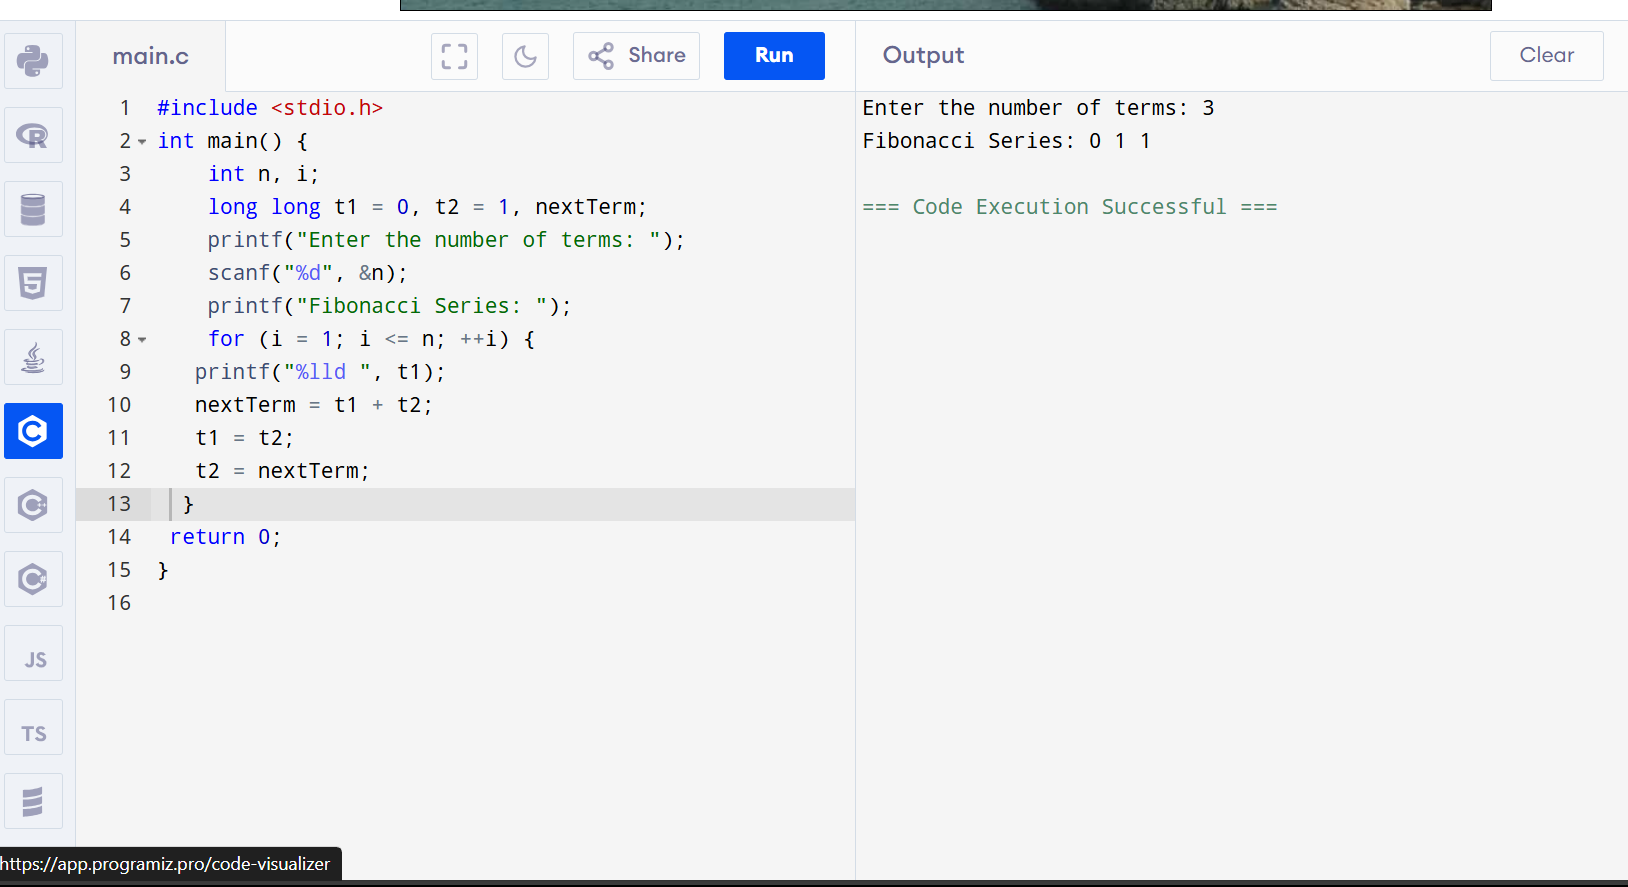 main.c
Share
Run
Output
Clear
1 #include <stdio.h>
2 int main() {
3     int n, i;
4     long long t1 = 0, t2 = 1, nextTerm;
5     printf("Enter the number of terms: ");
6     scanf("%d", &n);
7     printf("Fibonacci Series: ");
8     for (i = 1; i <= n; ++i) {
9    printf("%lld ", t1);
10    nextTerm = t1 + t2;
11    t1 = t2;
12    t2 = nextTerm;
13   }
14  return 0;
15 }
16
Enter the number of terms: 3
Fibonacci Series: 0 1 1
=== Code Execution Successful ===
R
5
C
C++
C#
JS
TS
https://app.programiz.pro/code-visualizer